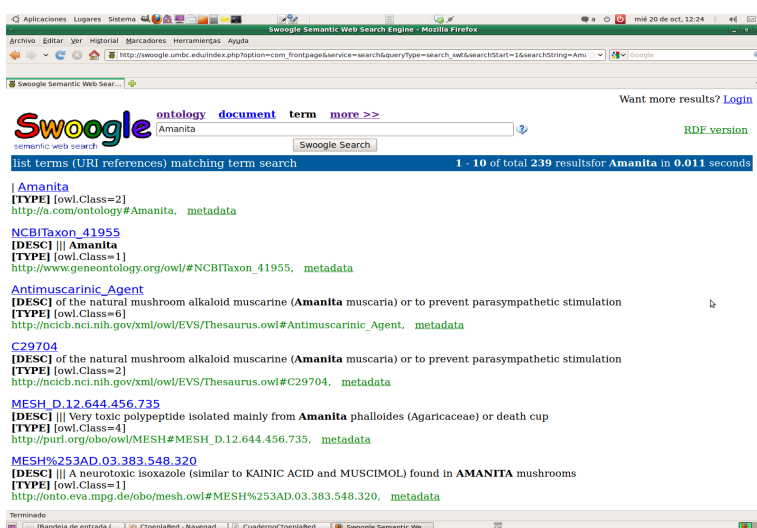 Aplicaciones Lugares Sistema a mié 20 de oct, 12:24
Swoogle Semantic Web Search Engine - Mozilla Firefox
Archivo Editar Ver Historial Marcadores Herramientas Ayuda
http://swoogle.umbc.edu/index.php?option=com_frontpage&service=search&queryType=search_swt&searchStart=1&searchString=Ama Google
Swoogle Semantic Web Sear...
Want more results? Login
Swoogle
semantic web search
ontology document term more >>
Amanita
RDF version
Swoogle Search
list terms (URI references) matching term search 1 - 10 of total 239 resultsfor Amanita in 0.011 seconds
| Amanita
[TYPE] [owl.Class=2]
http://a.com/ontology#Amanita, metadata
NCBITaxon_41955
[DESC] ||| Amanita
[TYPE] [owl.Class=1]
http://www.geneontology.org/owl/#NCBITaxon_41955, metadata
Antimuscarinic_Agent
[DESC] of the natural mushroom alkaloid muscarine (Amanita muscaria) or to prevent parasympathetic stimulation
[TYPE] [owl.Class=6]
http://ncicb.nci.nih.gov/xml/owl/EVS/Thesaurus.owl#Antimuscarinic_Agent, metadata
C29704
[DESC] of the natural mushroom alkaloid muscarine (Amanita muscaria) or to prevent parasympathetic stimulation
[TYPE] [owl.Class=2]
http://ncicb.nci.nih.gov/xml/owl/EVS/Thesaurus.owl#C29704, metadata
MESH_D.12.644.456.735
[DESC] ||| Very toxic polypeptide isolated mainly from Amanita phalloides (Agaricaceae) or death cup
[TYPE] [owl.Class=4]
http://purl.org/obo/owl/MESH#MESH_D.12.644.456.735, metadata
MESH%253AD.03.383.548.320
[DESC] ||| A neurotoxic isoxazole (similar to KAINIC ACID and MUSCIMOL) found in AMANITA mushrooms
[TYPE] [owl.Class=1]
http://onto.eva.mpg.de/obo/mesh.owl#MESH%253AD.03.383.548.320, metadata
Terminado
[Bandeja de entrada ( CtoenlaRed - Navegad... CuadernoCtoenlaRed... Swoogle Semantic We...